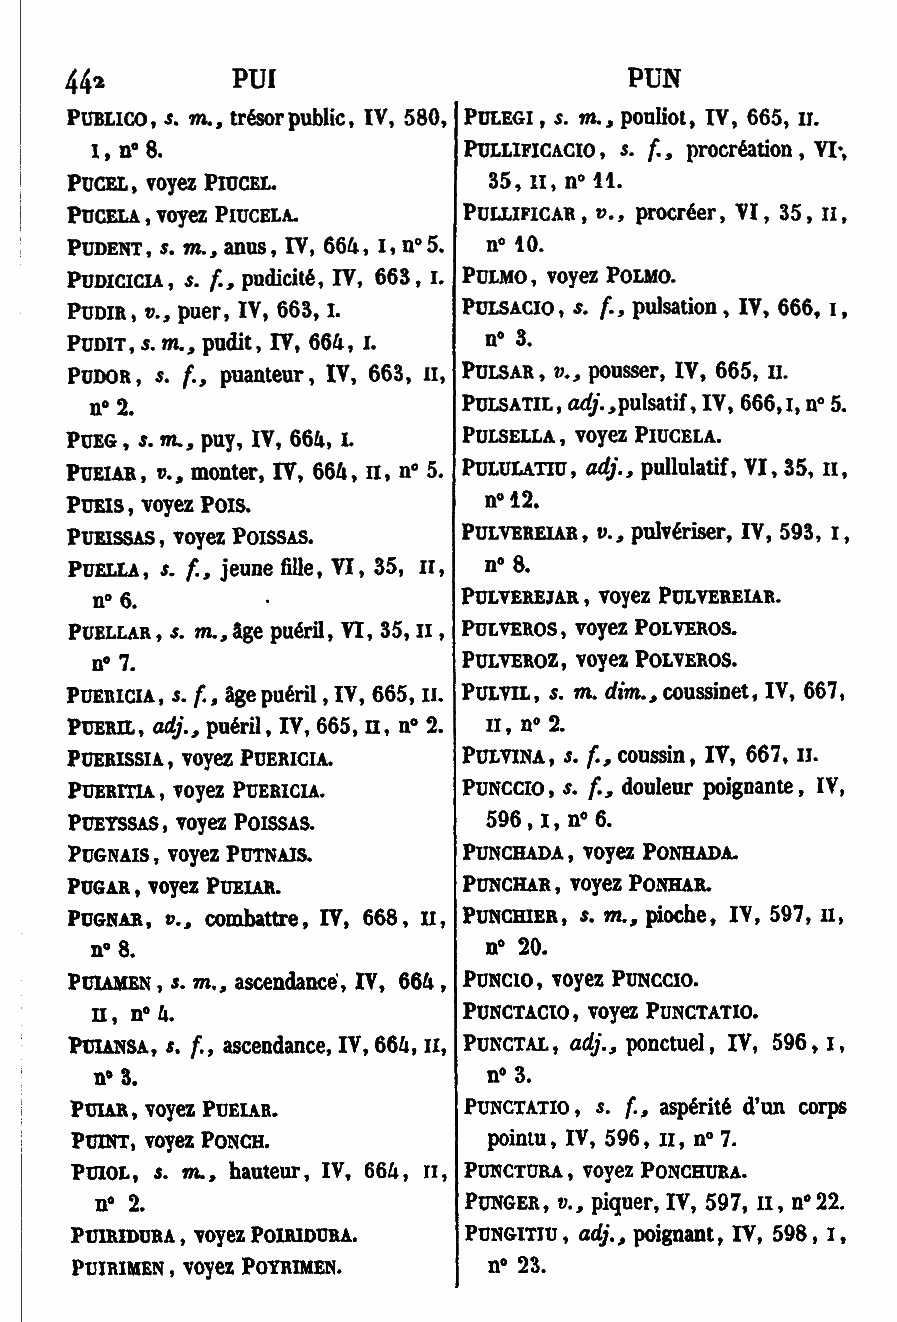 442 PUI PUN
PUBLICO, s. m., trésor public, IV, 580,
I, nº 8.
PUCEL, voyez PIUCEL.
PUCELA, voyez PIUCELA.
PUDENT, s. m., anus, IV, 664, I, nº 5.
PUDICICIA, s. f., pudicité, IV, 663, I.
PUDIR, v., puer, IV, 663, I.
PUDIT, s. m., pudit, IV, 664, I.
PUDOR, s. f., puanteur, IV, 663, II,
nº 2.
PUEG, s. m., puy, IV, 664, I.
PUEIAR, v., monter, IV, 664, II, nº 5.
PUEIS, voyez POIS.
PUEISSAS, voyez POISSAS.
PUELLA, s. f., jeune fille, VI, 35, II,
nº 6.
PUELLAR, s. m., âge puéril, VI, 35, II,
nº 7.
PUERICIA, s. f., âge puéril, IV, 665, II.
PUERIL, adj., puéril, IV, 665, II, nº 2.
PUERISSIA, voyez PUERICIA.
PUERITIA, voyez PUERICIA.
PUEYSSAS, voyez POISSAS.
PUGNAIS, voyez PUTNAIS.
PUGAR, voyez PUEIAR.
PUGNAR, v., combattre, IV, 668, II,
nº 8.
PUIAMEN, s. m., ascendance, IV, 664,
II, nº 4.
PUIANSA, s. f., ascendance, IV, 664, II,
nº 3.
PUIAR, voyez PUEIAR.
PUINT, voyez PONCH.
PUIOL, s. m., hauteur, IV, 664, II,
nº 2.
PUIRIDURA, voyez POIRIDURA.
PUIRIMEN, voyez POYRIMEN.
PULEGI, s. m., pouliot, IV, 665, II.
PULLIFICACIO, s. f., procréation, VI,
35, II, nº 11.
PULLIFICAR, v., procréer, VI, 35, II,
nº 10.
PULMO, voyez POLMO.
PULSACIO, s. f., pulsation, IV, 666, I,
nº 3.
PULSAR, v., pousser, IV, 665, II.
PULSATIL, adj., pulsatif, IV, 666, I, nº 5.
PULSELLA, voyez PIUCELA.
PULULATIU, adj., pullulatif, VI, 35, II,
nº 12.
PULVEREIAR, v., pulvériser, IV, 593, I,
nº 8.
PULVEREJAR, voyez PULVEREIAR.
PULVEROS, voyez POLVEROS.
PULVEROZ, voyez POLVEROS.
PULVIL, s. m. dim., coussinet, IV, 667,
II, nº 2.
PULVINA, s. f., coussin, IV, 667, II.
PUNCCIO, s. f., douleur poignante, IV,
596, I, nº 6.
PUNCHADA, voyez PONHADA.
PUNCHAR, voyez PONHAR.
PUNCHIER, s. m., pioche, IV, 597, II,
nº 20.
PUNCIO, voyez PUNCCIO.
PUNCTACIO, voyez PUNCTATIO.
PUNCTAL, adj., ponctuel, IV, 596, I,
nº 3.
PUNCTATIO, s. f., aspérité d'un corps
pointu, IV, 596, II, nº 7.
PUNCTURA, voyez PONCHURA.
PUNGER, v., piquer, IV, 597, II, nº 22.
PUNGITIU, adj., poignant, IV, 598, I,
nº 23.